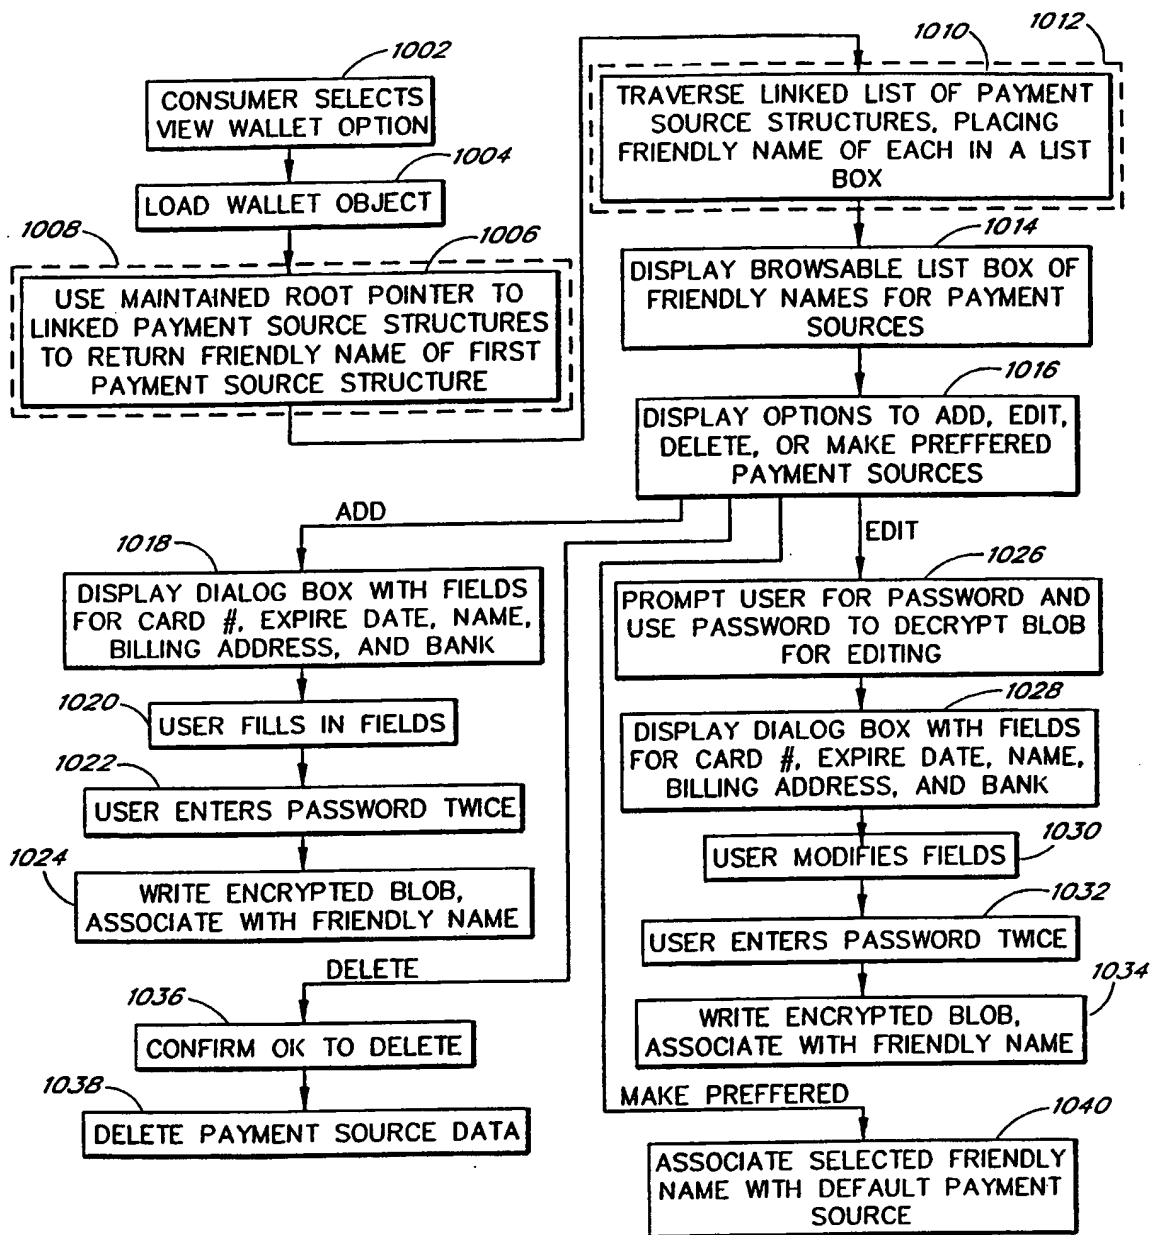 1002
CONSUMER SELECTS
VIEW WALLET OPTION
1004
LOAD WALLET OBJECT
1008
1006
USE MAINTAINED ROOT POINTER TO
LINKED PAYMENT SOURCE STRUCTURES
TO RETURN FRIENDLY NAME OF FIRST
PAYMENT SOURCE STRUCTURE
1010
1012
TRAVERSE LINKED LIST OF PAYMENT
SOURCE STRUCTURES, PLACING
FRIENDLY NAME OF EACH IN A LIST
BOX
1014
DISPLAY BROWSABLE LIST BOX OF
FRIENDLY NAMES FOR PAYMENT
SOURCES
1016
DISPLAY OPTIONS TO ADD, EDIT,
DELETE, OR MAKE PREFFERED
PAYMENT SOURCES
ADD
1018
DISPLAY DIALOG BOX WITH FIELDS
FOR CARD #, EXPIRE DATE, NAME,
BILLING ADDRESS, AND BANK
1020
USER FILLS IN FIELDS
1022
USER ENTERS PASSWORD TWICE
1024
WRITE ENCRYPTED BLOB,
ASSOCIATE WITH FRIENDLY NAME
EDIT
1026
PROMPT USER FOR PASSWORD AND
USE PASSWORD TO DECRYPT BLOB
FOR EDITING
1028
DISPLAY DIALOG BOX WITH FIELDS
FOR CARD #, EXPIRE DATE, NAME,
BILLING ADDRESS, AND BANK
1030
USER MODIFIES FIELDS
1032
USER ENTERS PASSWORD TWICE
1034
WRITE ENCRYPTED BLOB,
ASSOCIATE WITH FRIENDLY NAME
DELETE
1036
CONFIRM OK TO DELETE
1038
DELETE PAYMENT SOURCE DATA
MAKE PREFFERED
1040
ASSOCIATE SELECTED FRIENDLY
NAME WITH DEFAULT PAYMENT
SOURCE